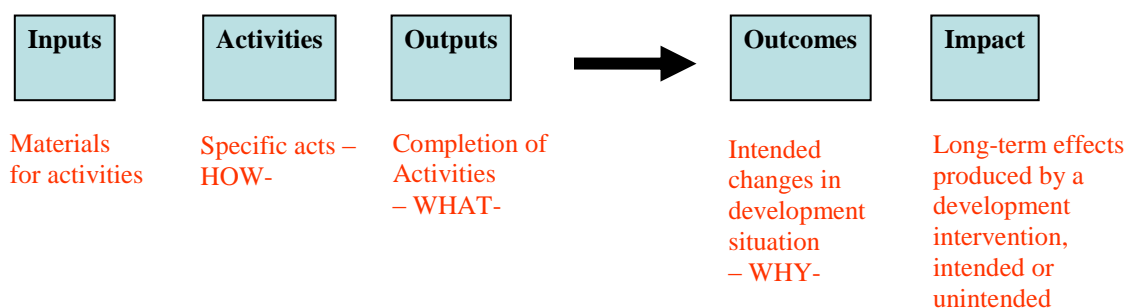 Inputs
Activities
Outputs
Outcomes
Impact
Materials
for activities
Specific acts –
HOW-
Completion of
Activities
– WHAT-
Intended
changes in
development
situation
– WHY-
Long-term effects
produced by a
development
intervention,
intended or
unintended